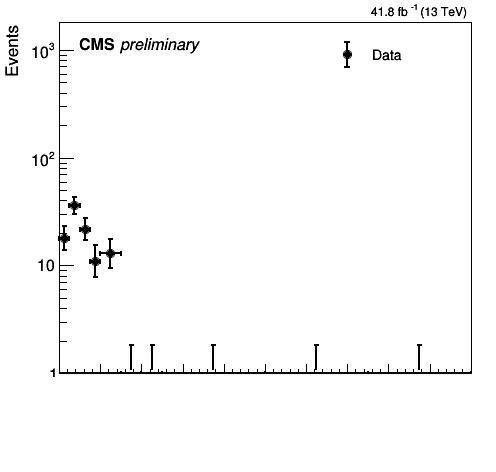 41.8 fb⁻¹ (13 TeV)
CMS preliminary
Data
Events
10³
10²
10
1